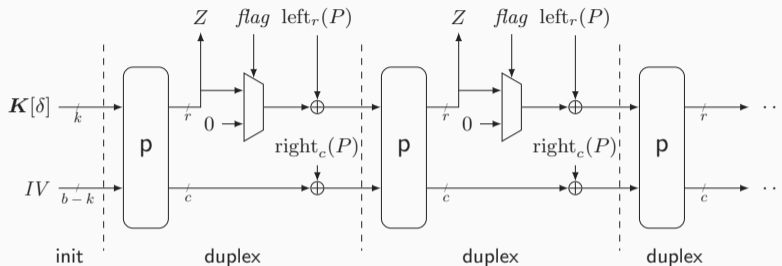 Z flag left_r(P) Z flag left_r(P)
K[δ] k r r r ··
0 0
p right_c(P) p right_c(P) p
IV b − k c c c ··
init duplex duplex duplex